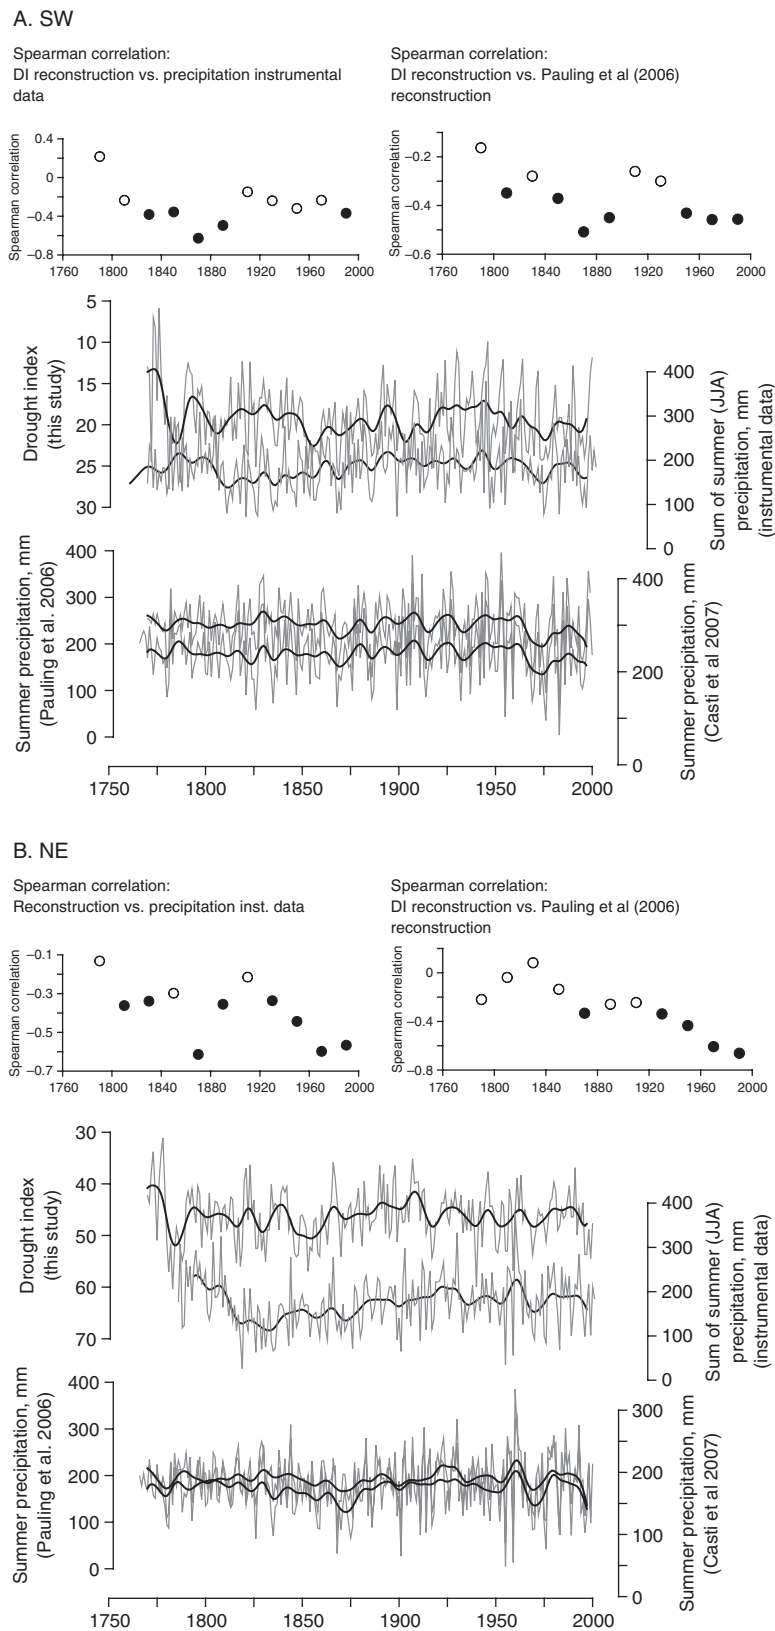 A. SW
Spearman correlation:
DI reconstruction vs. precipitation instrumental
data
Spearman correlation:
DI reconstruction vs. Pauling et al (2006)
reconstruction
Spearman correlation
0.4
0
−0.4
−0.8
1760 1800 1840 1880 1920 1960 2000
Spearman correlation
−0.2
−0.4
−0.6
1760 1800 1840 1880 1920 1960 2000
Drought index
(this study)
5
10
15
20
25
30
400
300
200
100
0
Sum of summer (JJA)
precipitation, mm
(instrumental data)
Summer precipitation, mm
(Pauling et al. 2006)
400
300
200
100
0
400
200
0
Summer precipitation, mm
(Casti et al 2007)
1750 1800 1850 1900 1950 2000
B. NE
Spearman correlation:
Reconstruction vs. precipitation inst. data
Spearman correlation:
DI reconstruction vs. Pauling et al (2006)
reconstruction
Spearman correlation
−0.1
−0.3
−0.5
−0.7
1760 1800 1840 1880 1920 1960 2000
Spearman correlation
0
−0.4
−0.8
1760 1800 1840 1880 1920 1960 2000
Drought index
(this study)
30
40
50
60
70
400
300
200
100
0
Sum of summer (JJA)
precipitation, mm
(instrumental data)
Summer precipitation, mm
(Pauling et al. 2006)
400
300
200
100
0
300
200
100
0
Summer precipitation, mm
(Casti et al 2007)
1750 1800 1850 1900 1950 2000